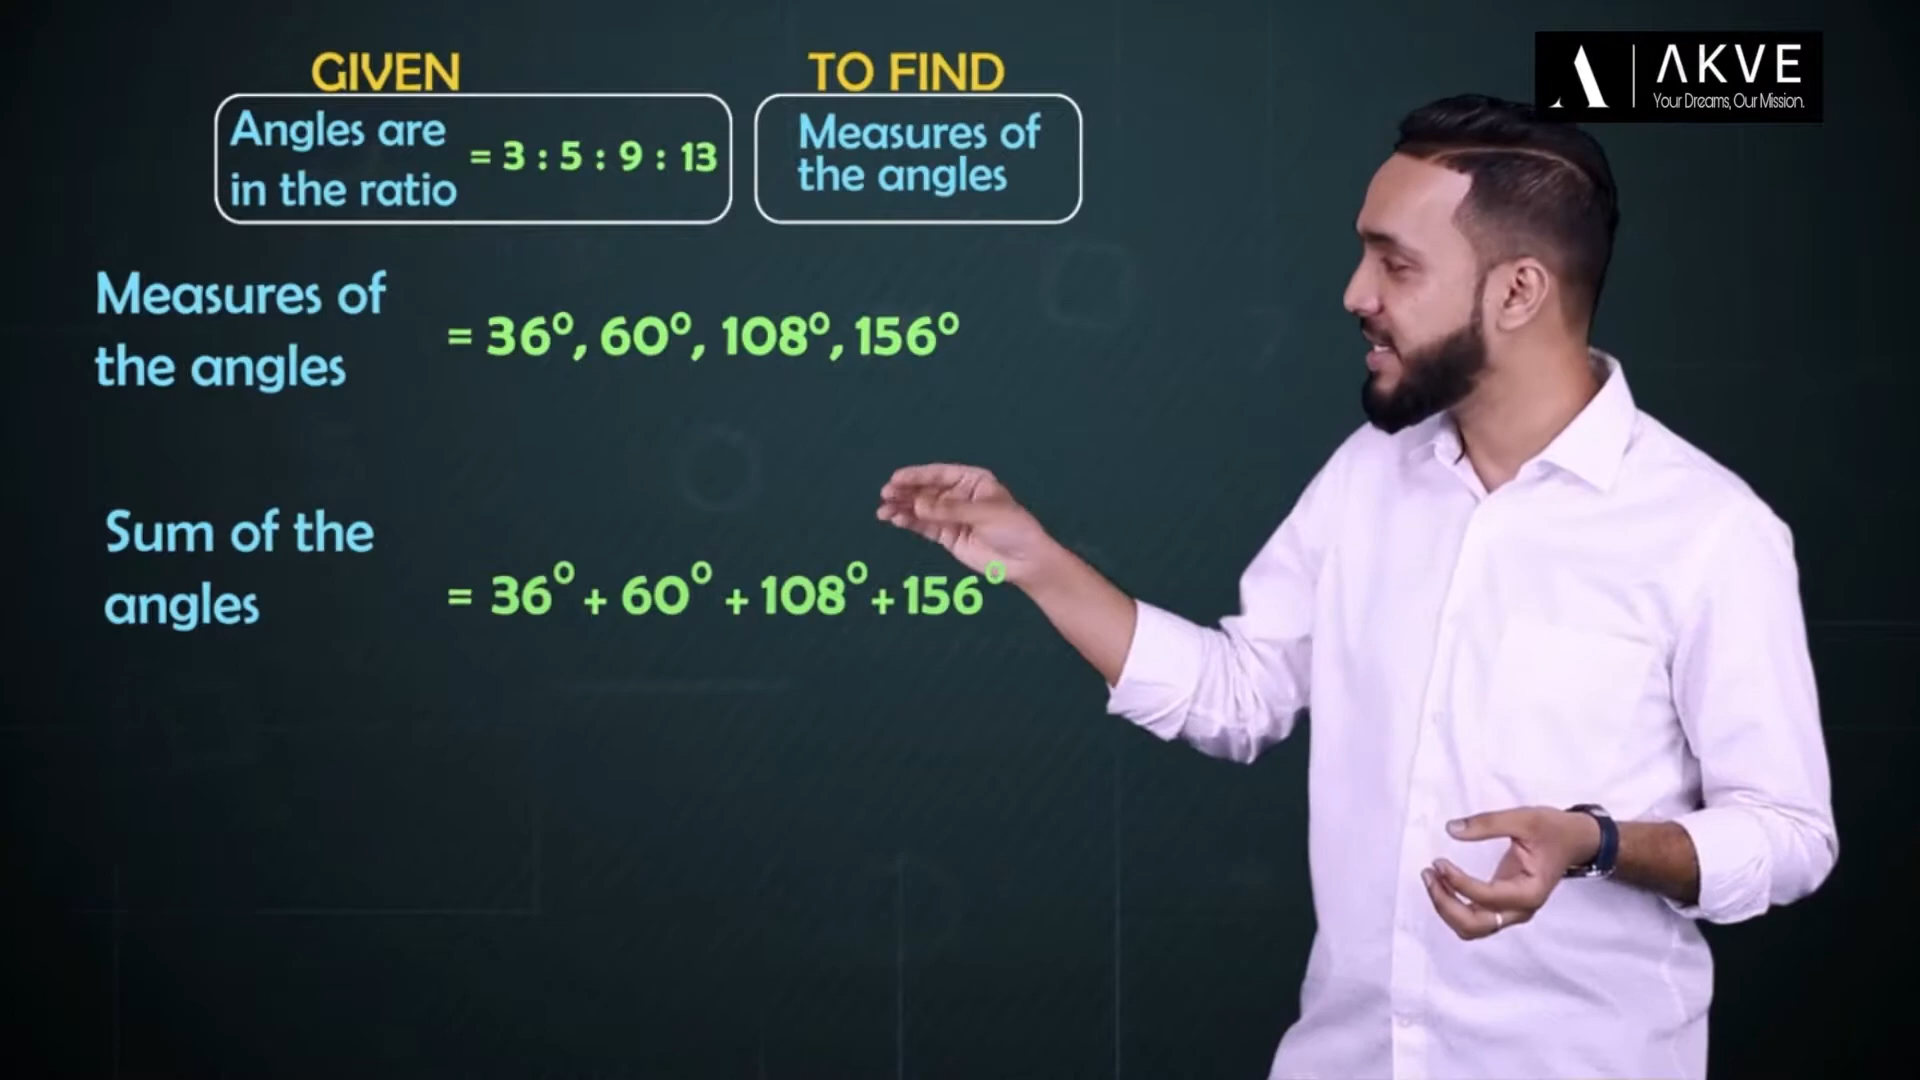 GIVEN
TO FIND
Angles are
in the ratio
= 3 : 5 : 9 : 13
Measures of
the angles
AKVE
Your Dreams, Our Mission.
Measures of
the angles
= 36°, 60°, 108°, 156°
Sum of the
angles
= 36° + 60° + 108° + 156°